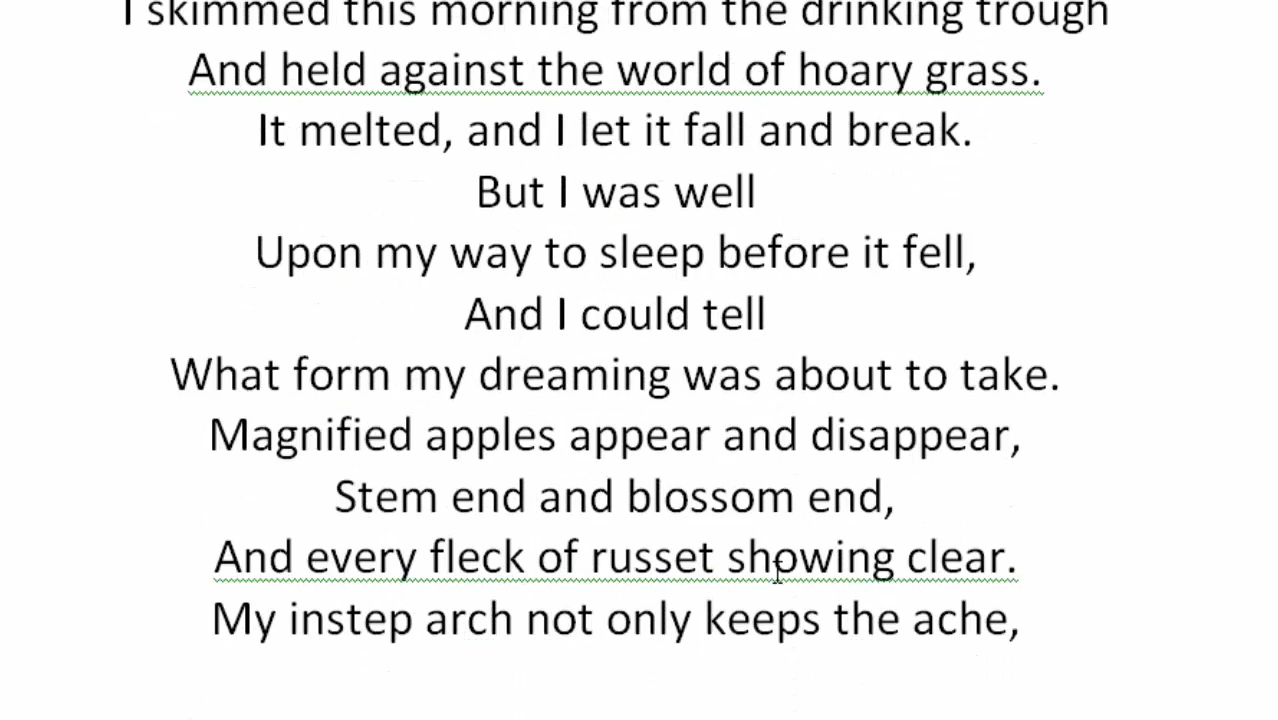 I skimmed this morning from the drinking trough
And held against the world of hoary grass.
It melted, and I let it fall and break.
But I was well
Upon my way to sleep before it fell,
And I could tell
What form my dreaming was about to take.
Magnified apples appear and disappear,
Stem end and blossom end,
And every fleck of russet showing clear.
My instep arch not only keeps the ache,